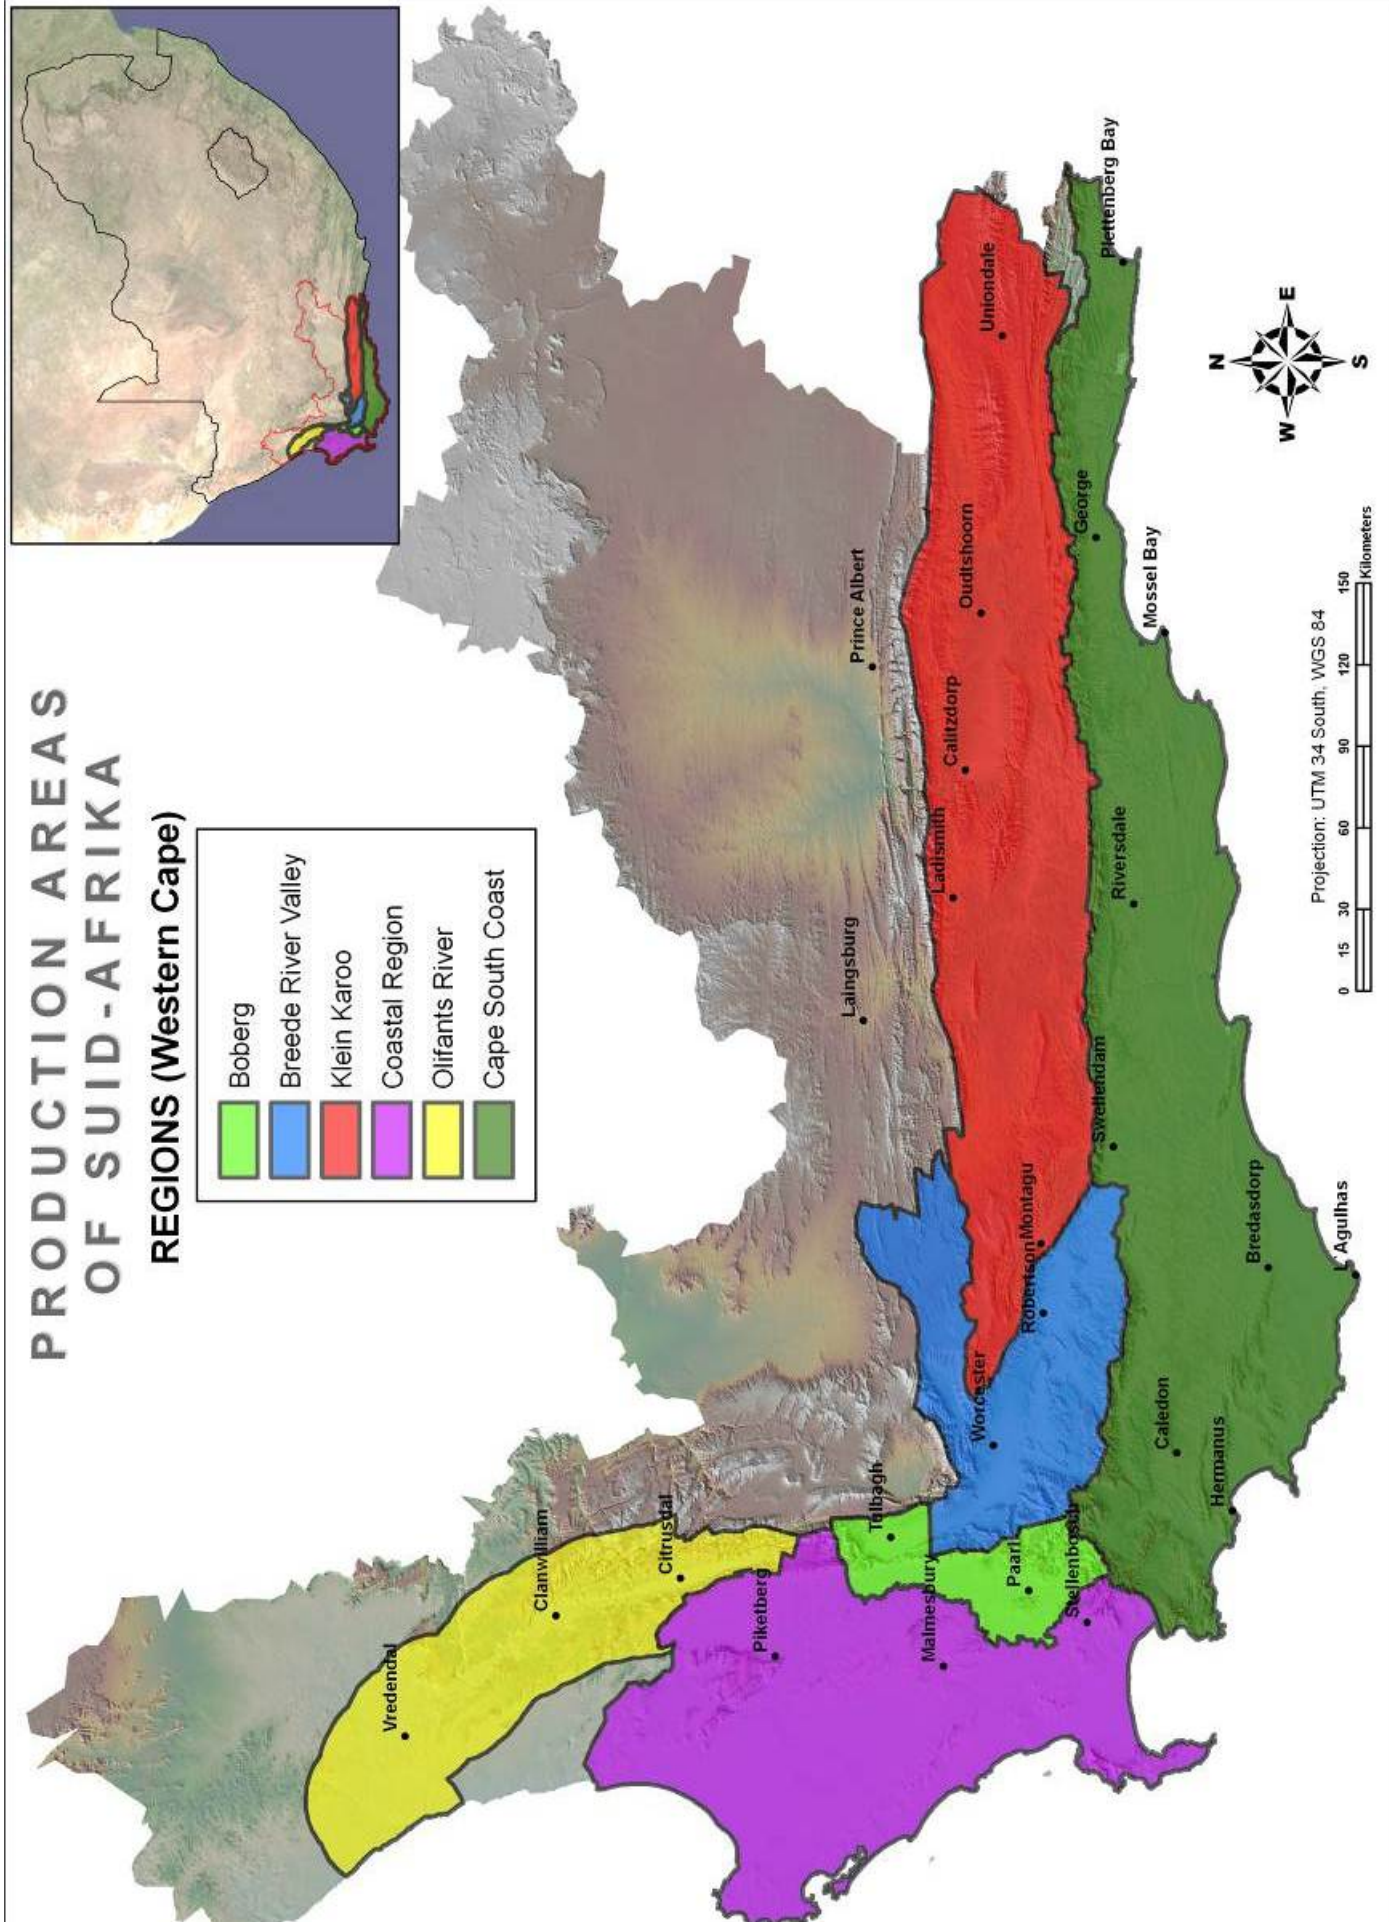 PRODUCTION AREAS
OF SUID-AFRIKA
REGIONS (Western Cape)
Boberg
Breede River Valley
Klein Karoo
Coastal Region
Olifants River
Cape South Coast
Vredendal
Clanwilliam
Citrusdal
Piketberg
Tulbagh
Malmesbury
Paarl
Stellenbosch
Worcester
Robertson
Montagu
Laingsburg
Prince Albert
Ladismith
Calitzdorp
Oudtshoorn
Uniondale
Swellendam
Riversdale
George
Mossel Bay
Plettenberg Bay
Caledon
Hermanus
Bredasdorp
L`Agulhas
N
W
E
S
Projection: UTM 34 South, WGS 84
0 15 30 60 90 120 150
Kilometers